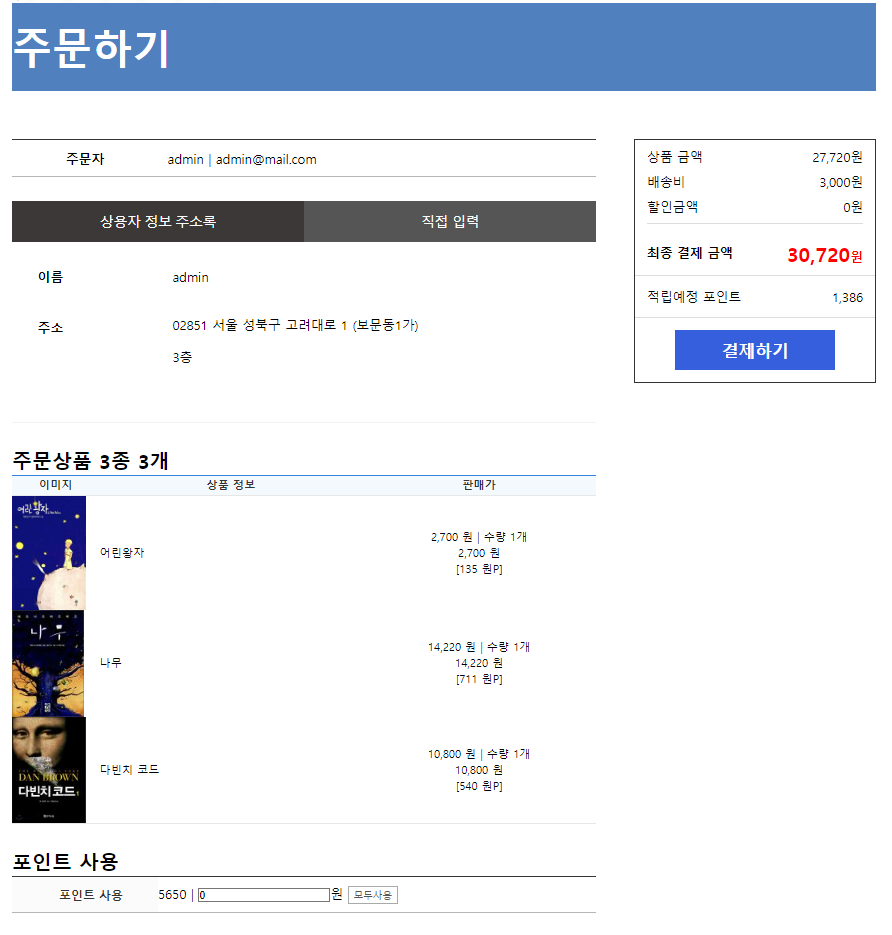 주문하기
주문자 admin | admin@mail.com
상용자 정보 주소록 직접 입력
이름 admin
주소 02851 서울 성북구 고려대로 1 (보문동1가)
3층
상품 금액 27,720원
배송비 3,000원
할인금액 0원
최종 결제 금액 30,720원
적립예정 포인트 1,386
결제하기
주문상품 3종 3개
이미지 상품 정보 판매가
어린왕자
어린왕자
2,700 원 | 수량 1개
2,700 원
[135 원P]
나무
나무
14,220 원 | 수량 1개
14,220 원
[711 원P]
DAN BROWN
다빈치 코드 1
다빈치 코드
10,800 원 | 수량 1개
10,800 원
[540 원P]
포인트 사용
포인트 사용 5650 | 0 원 모두사용